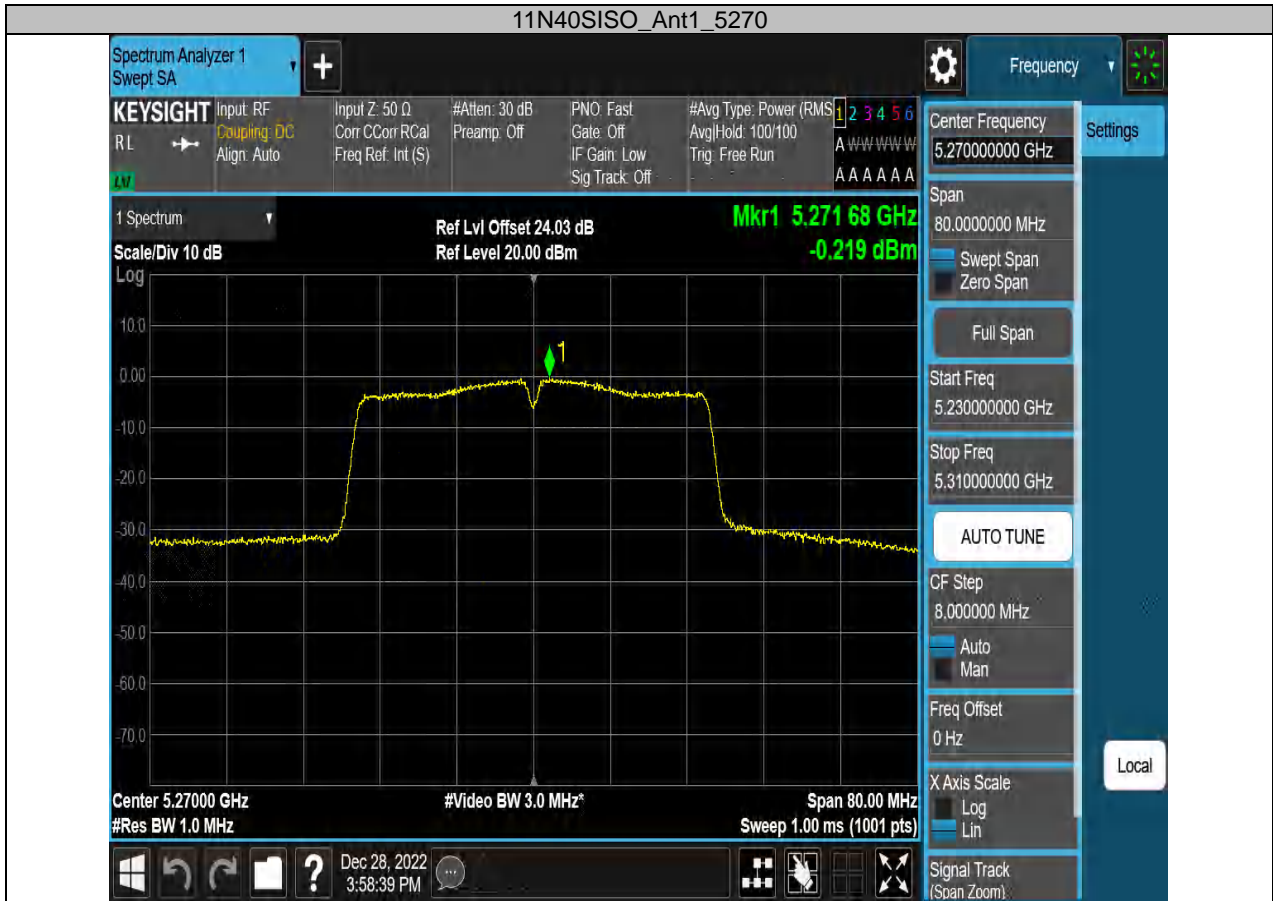 11N40SISO_Ant1_5270
Spectrum Analyzer 1
Swept SA
Frequency
KEYSIGHT
RL
Input: RF
Coupling: DC
Align: Auto
Input Z: 50 Ω
Corr CCorr RCal
Freq Ref: Int (S)
#Atten: 30 dB
Preamp: Off
PNO: Fast
Gate: Off
IF Gain: Low
Sig Track: Off
#Avg Type: Power (RMS
Avg|Hold: 100/100
Trig: Free Run
1 2 3 4 5 6
A W W W W W
A A A A A A
1 Spectrum
Scale/Div 10 dB
Ref Lvl Offset 24.03 dB
Ref Level 20.00 dBm
Mkr1 5.271 68 GHz
-0.219 dBm
Log
10.0
0.00
-10.0
-20.0
-30.0
-40.0
-50.0
-60.0
-70.0
1
Center 5.27000 GHz
#Res BW 1.0 MHz
#Video BW 3.0 MHz*
Span 80.00 MHz
Sweep 1.00 ms (1001 pts)
Dec 28, 2022
3:58:39 PM
Center Frequency
5.270000000 GHz
Span
80.0000000 MHz
Swept Span
Zero Span
Full Span
Start Freq
5.230000000 GHz
Stop Freq
5.310000000 GHz
AUTO TUNE
CF Step
8.000000 MHz
Auto
Man
Freq Offset
0 Hz
X Axis Scale
Log
Lin
Signal Track
(Span Zoom)
Settings
Local